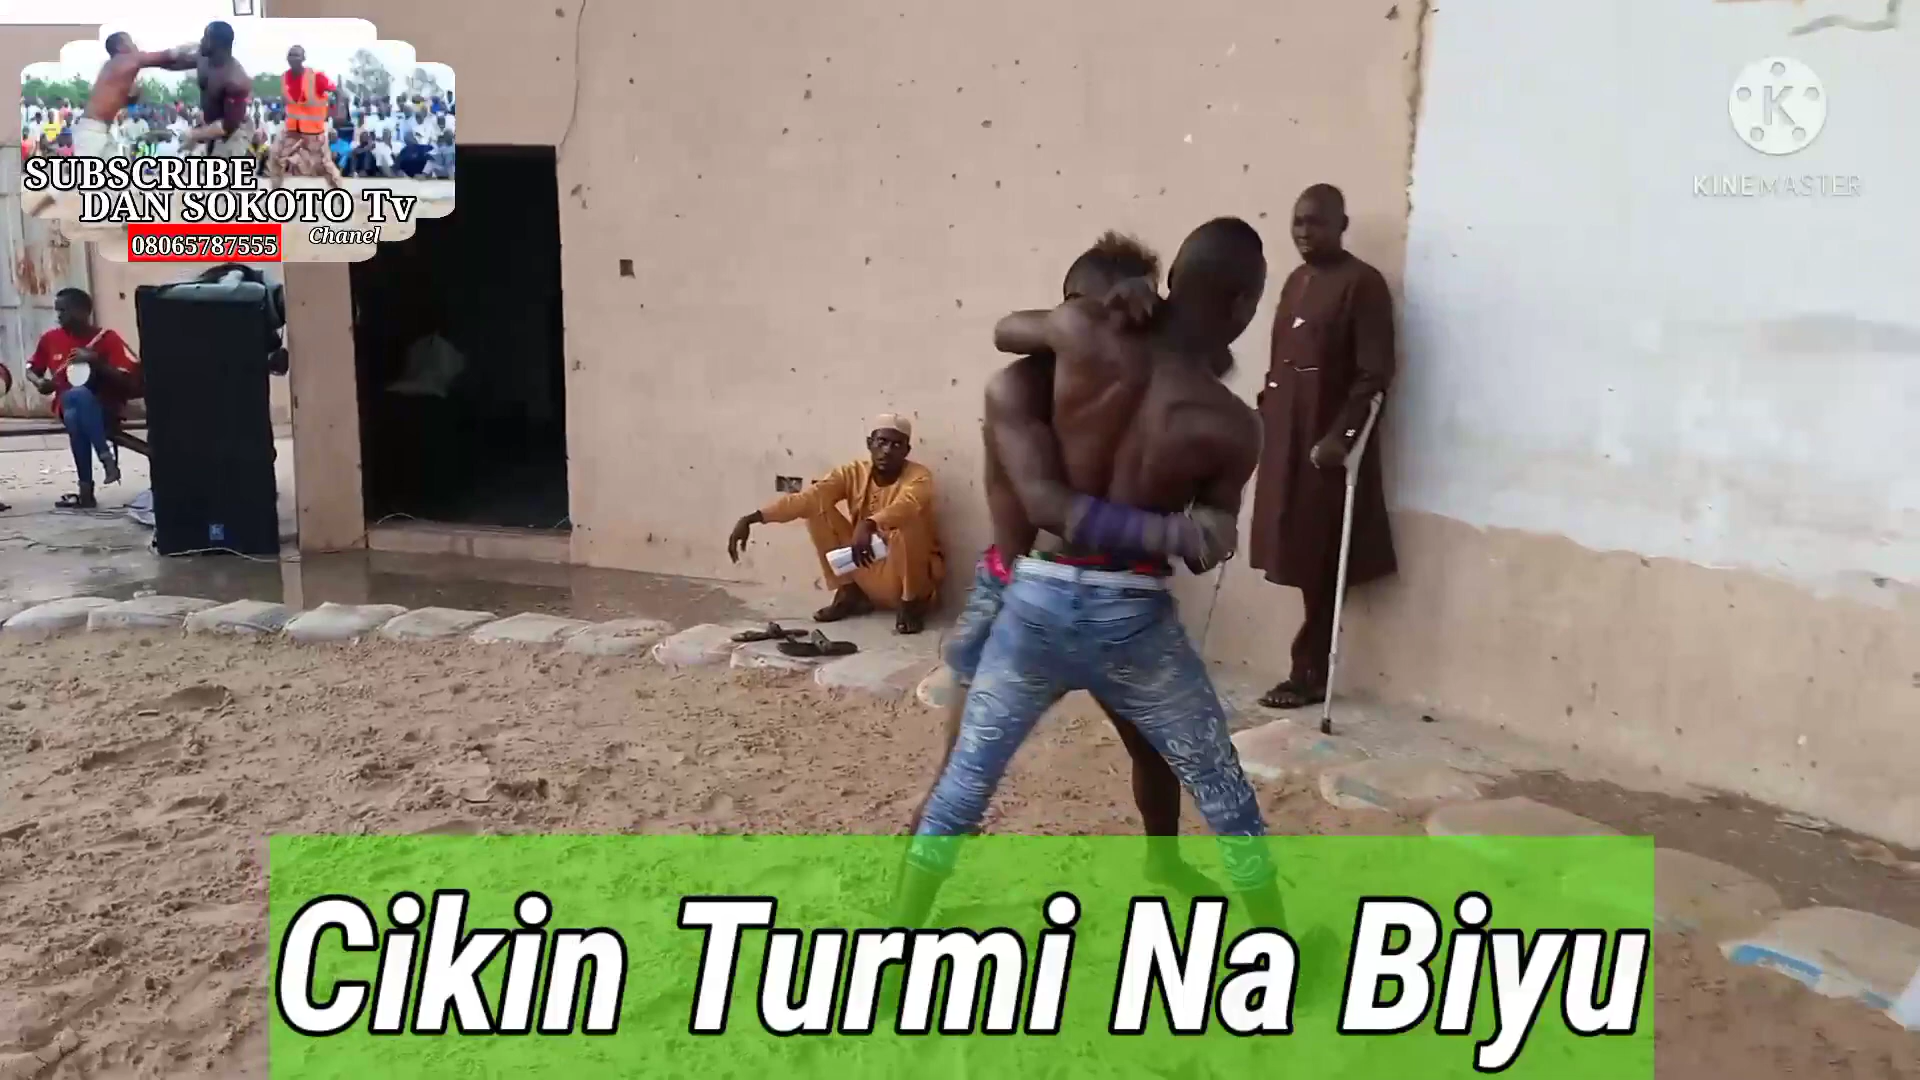 SUBSCRIBE
DAN SOKOTO Tv
Chanel
08065787555
K
KINEMASTER
Cikin Turmi Na Biyu